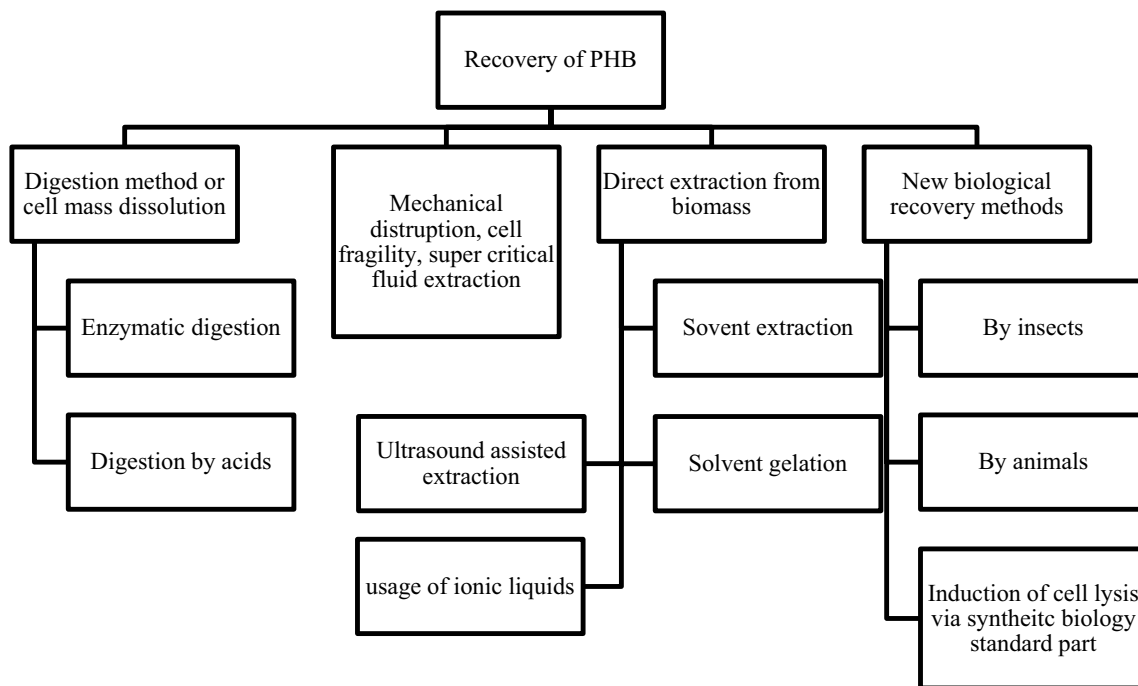 Recovery of PHB
Digestion method or
cell mass dissolution
Enzymatic digestion
Digestion by acids
Mechanical
distruption, cell
fragility, super critical
fluid extraction
Direct extraction from
biomass
Sovent extraction
Ultrasound assisted
extraction
Solvent gelation
usage of ionic liquids
New biological
recovery methods
By insects
By animals
Induction of cell lysis
via syntheitc biology
standard part